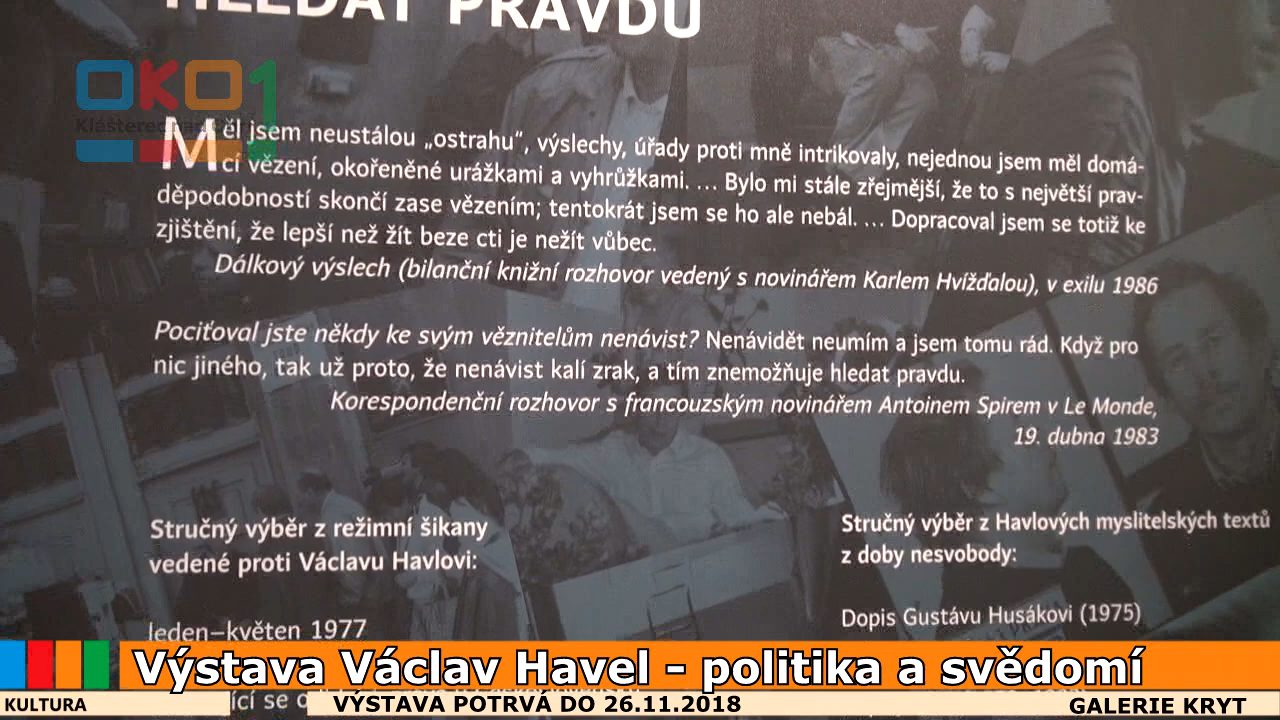 HLEDAT PRAVDU
OKO1
Klášterec nad
Měl jsem neustálou „ostrahu“, výslechy, úřady proti mně intrikovaly, nejednou jsem měl domá-
cí vězení, okořeněné urážkami a vyhrůžkami. ... Bylo mi stále zřejmější, že to s největší prav-
děpodobností skončí zase vězením; tentokrát jsem se ho ale nebál. ... Dopracoval jsem se totiž ke
zjištění, že lepší než žít beze cti je nežít vůbec.
Dálkový výslech (bilanční knižní rozhovor vedený s novinářem Karlem Hvížďalou), v exilu 1986
Pociťoval jste někdy ke svým věznitelům nenávist? Nenávidět neumím a jsem tomu rád. Když pro
nic jiného, tak už proto, že nenávist kalí zrak, a tím znemožňuje hledat pravdu.
Korespondenční rozhovor s francouzským novinářem Antoinem Spirem v Le Monde,
19. dubna 1983
Stručný výběr z režimní šikany
vedené proti Václavu Havlovi:
leden–květen 1977
Stručný výběr z Havlových myslitelských textů
z doby nesvobody:
Dopis Gustávu Husákovi (1975)
Výstava Václav Havel - politika a svědomí
KULTURA
VÝSTAVA POTRVÁ DO 26.11.2018
GALERIE KRYT